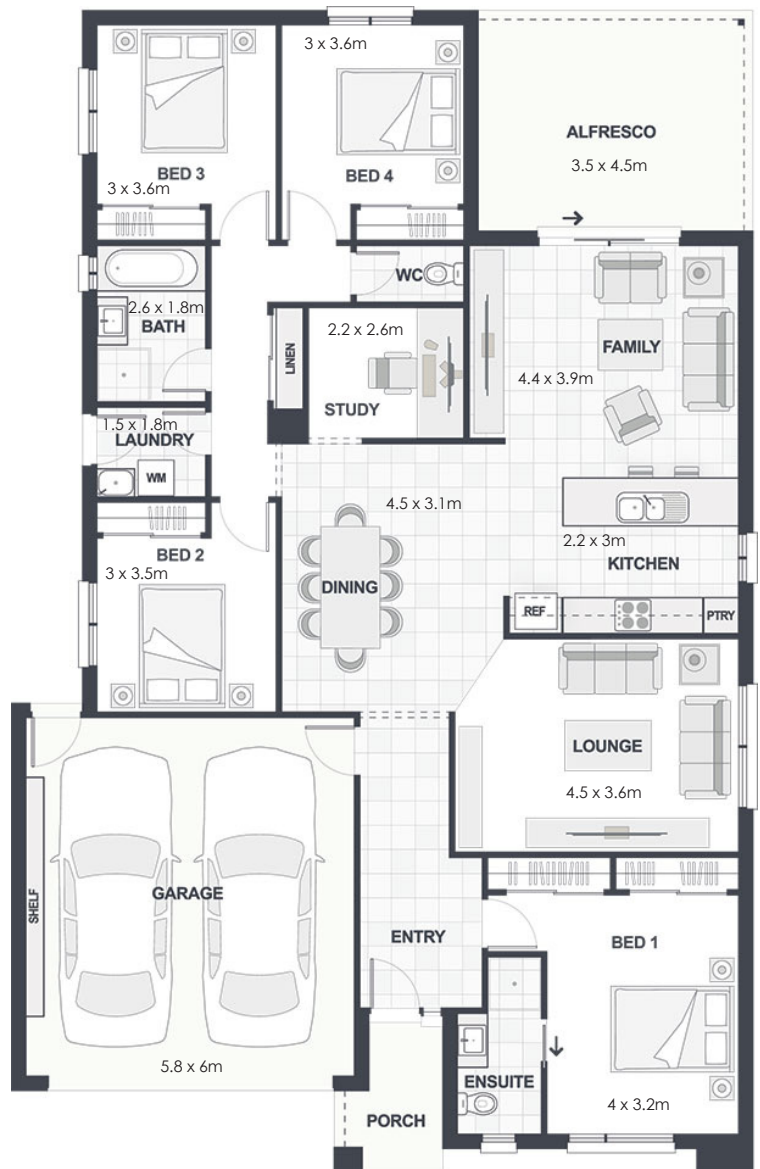 3 x 3.6m
BED 3
3 x 3.6m
BED 4
ALFRESCO
3.5 x 4.5m
WC
2.6 x 1.8m
BATH
LINEN
2.2 x 2.6m
STUDY
FAMILY
4.4 x 3.9m
1.5 x 1.8m
LAUNDRY
WM
4.5 x 3.1m
2.2 x 3m
KITCHEN
BED 2
3 x 3.5m
DINING
REF
PTRY
LOUNGE
4.5 x 3.6m
GARAGE
SHELF
ENTRY
BED 1
5.8 x 6m
ENSUITE
4 x 3.2m
PORCH